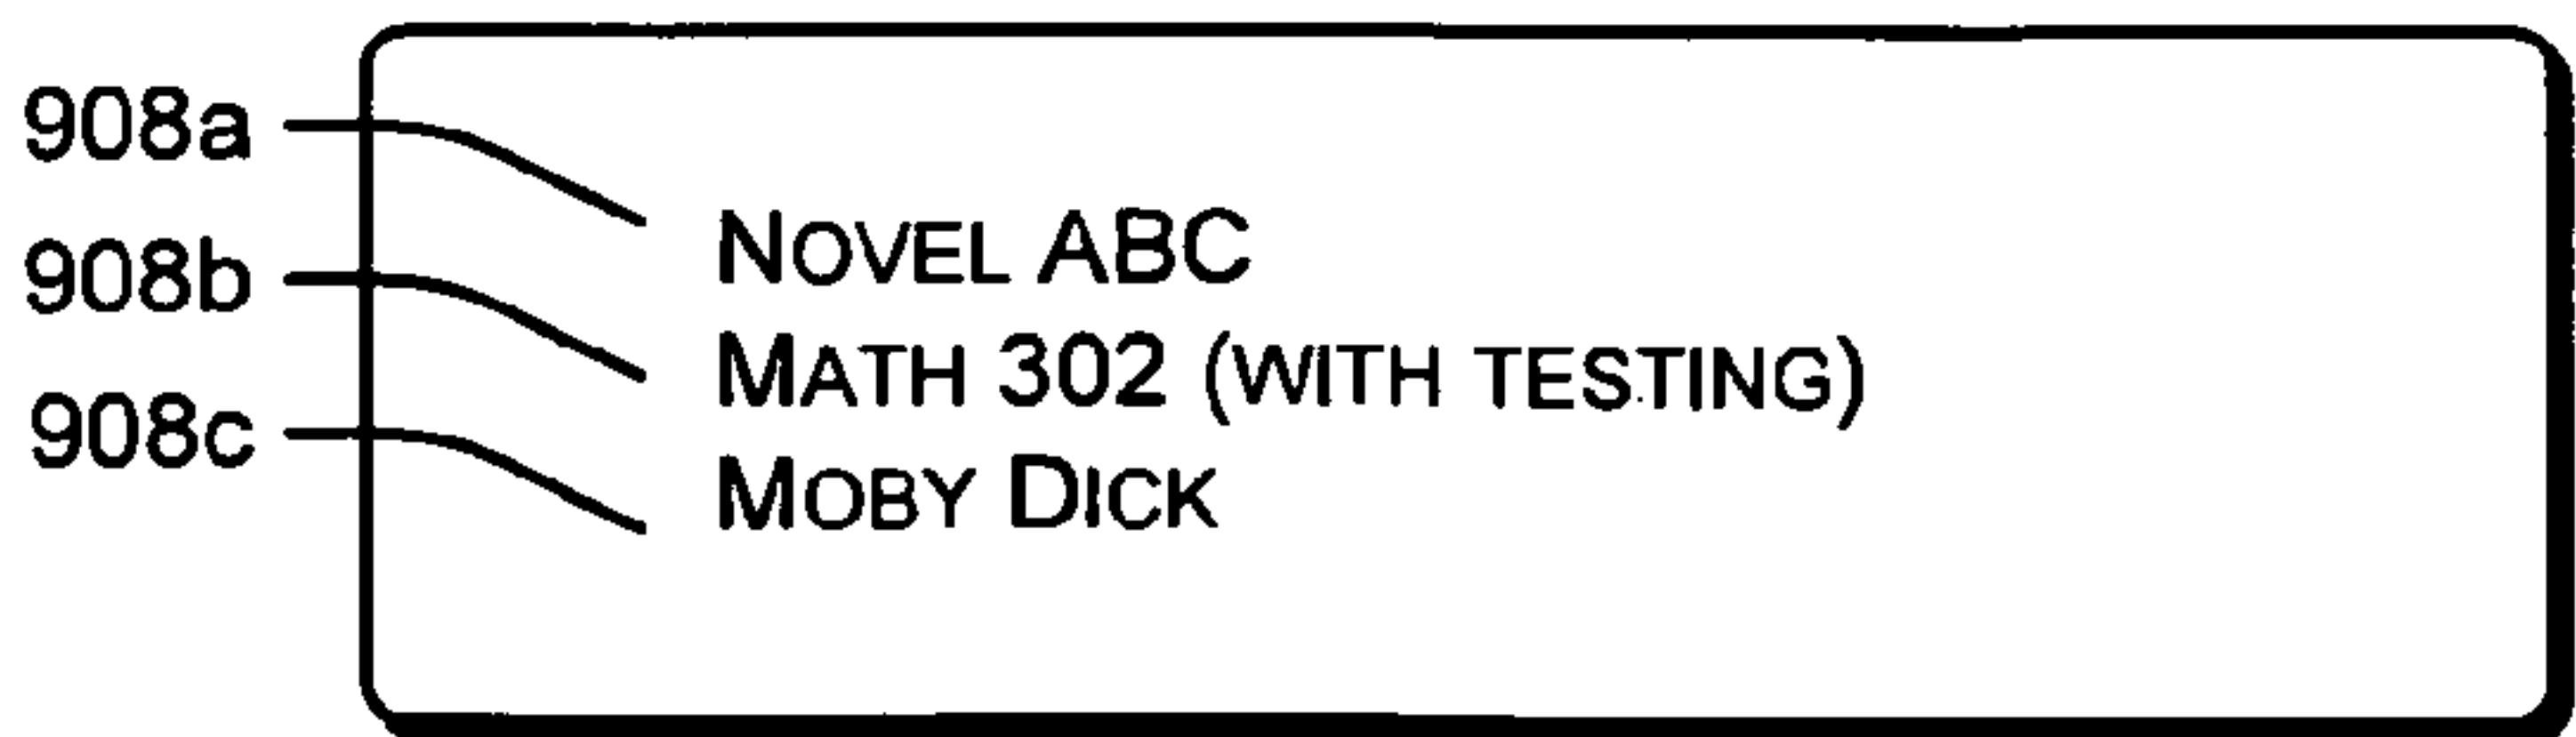 908a
NOVEL ABC
908b
MATH 302 (WITH TESTING)
908c
MOBY DICK